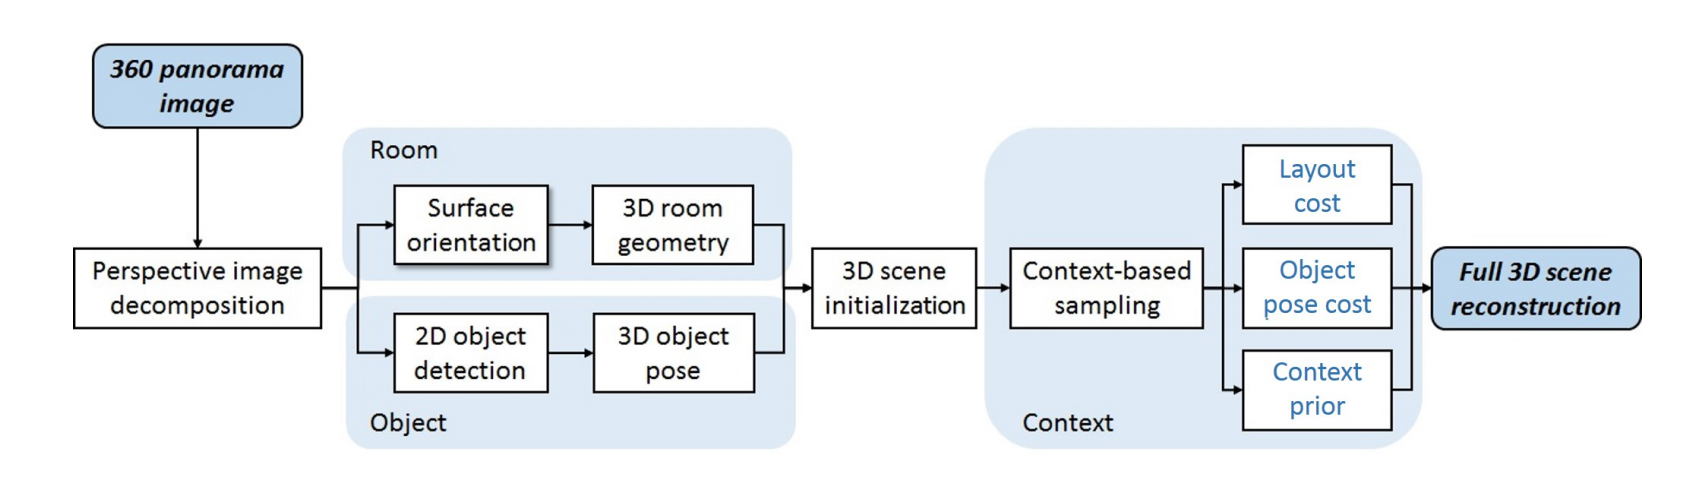 360 panorama
image
Perspective image
decomposition
Room
Surface
orientation
3D room
geometry
2D object
detection
3D object
pose
Object
3D scene
initialization
Context-based
sampling
Layout
cost
Object
pose cost
Context
prior
Context
Full 3D scene
reconstruction